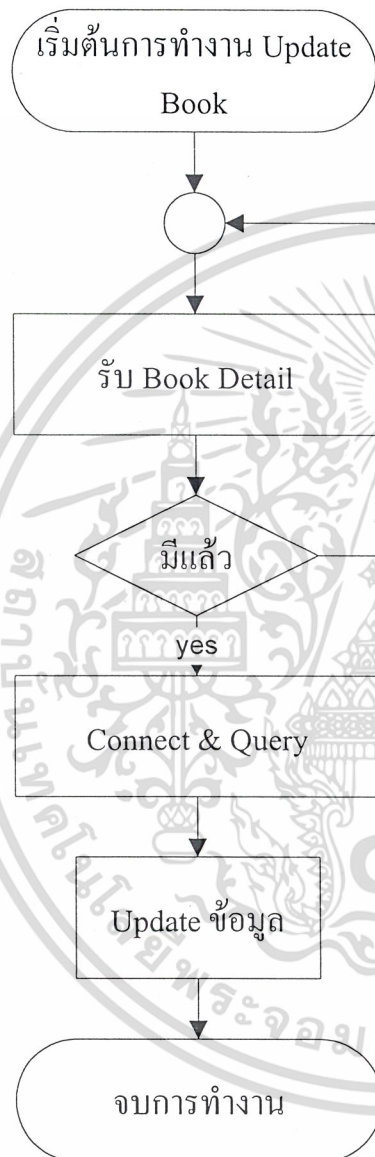 เริ่มต้นการทำงาน Update
Book
รับ Book Detail
มีแล้ว
yes
Connect & Query
Update ข้อมูล
จบการทำงาน